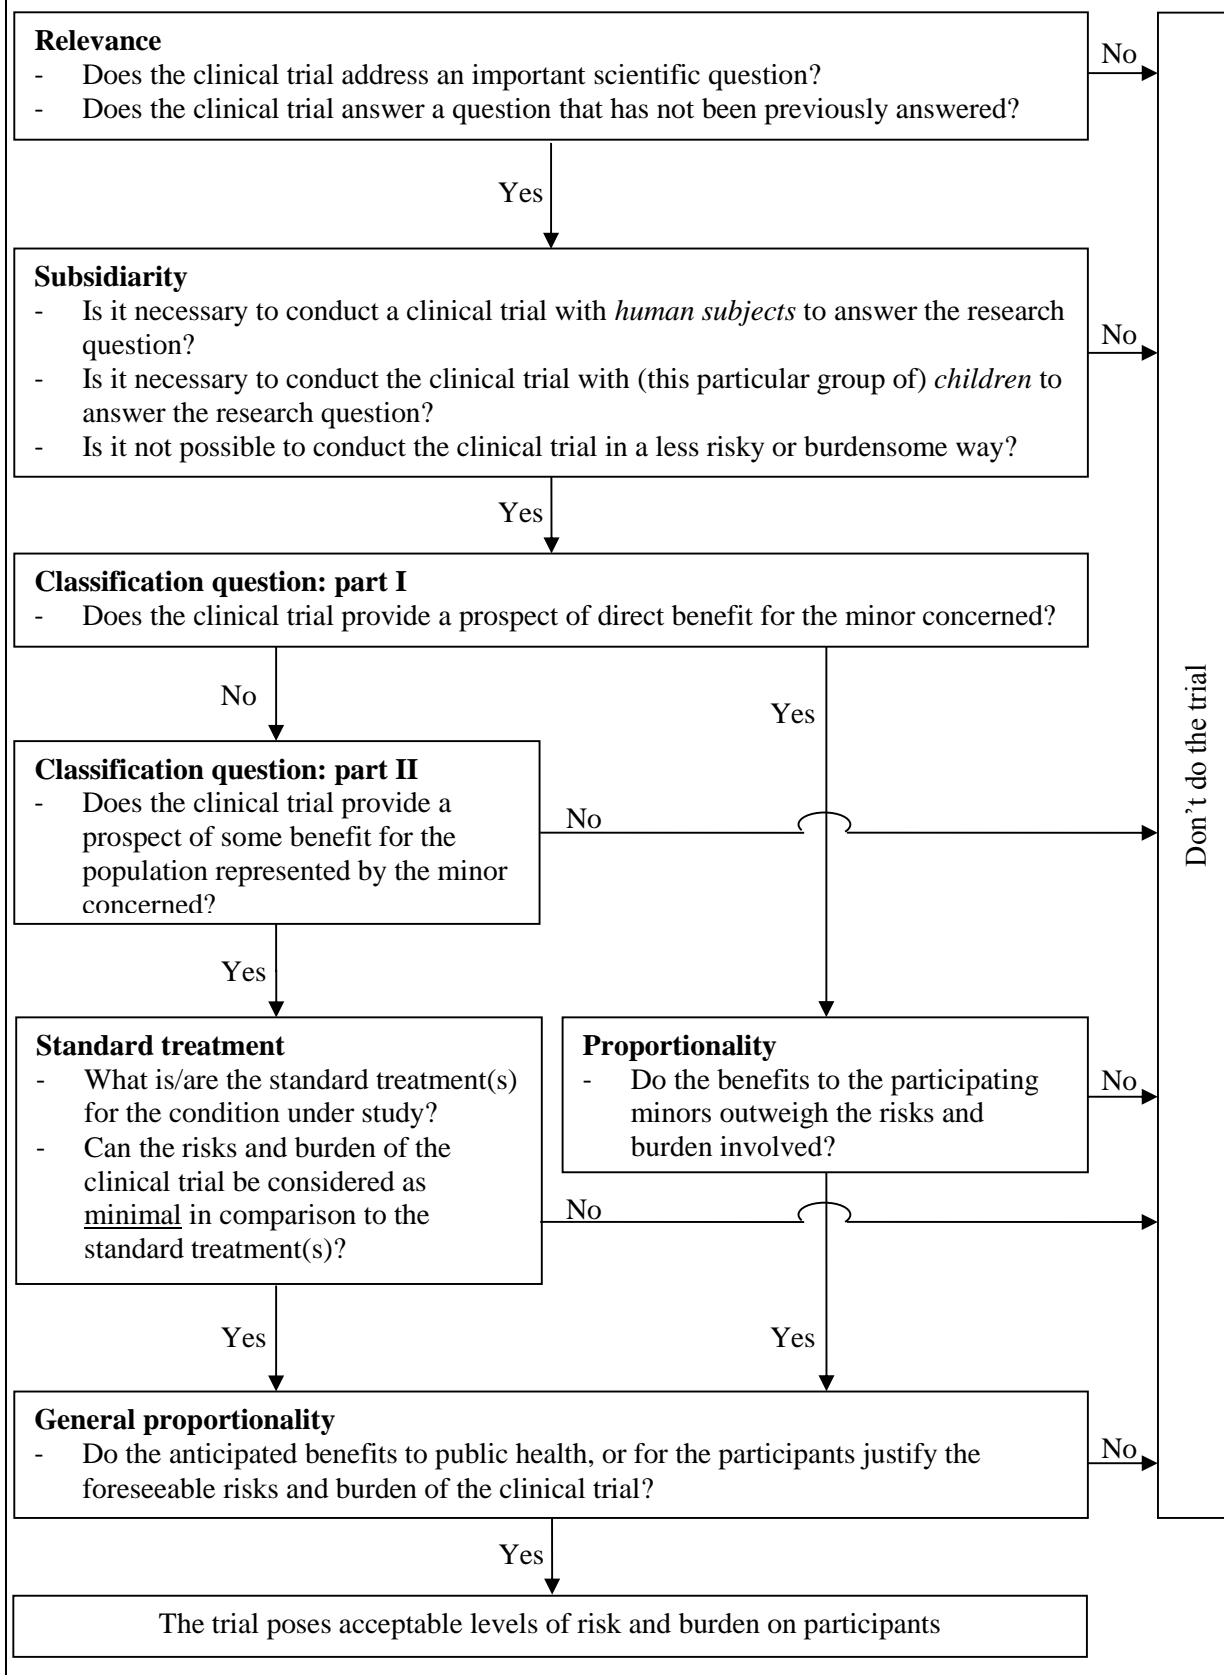 Relevance
- Does the clinical trial address an important scientific question?
- Does the clinical trial answer a question that has not been previously answered?
No
Yes
Subsidiarity
- Is it necessary to conduct a clinical trial with human subjects to answer the research
question?
- Is it necessary to conduct the clinical trial with (this particular group of) children to
answer the research question?
- Is it not possible to conduct the clinical trial in a less risky or burdensome way?
No
Yes
Classification question: part I
- Does the clinical trial provide a prospect of direct benefit for the minor concerned?
No
Yes
Classification question: part II
- Does the clinical trial provide a
prospect of some benefit for the
population represented by the minor
concerned?
No
Don't do the trial
Yes
Standard treatment
- What is/are the standard treatment(s)
for the condition under study?
- Can the risks and burden of the
clinical trial be considered as
minimal in comparison to the
standard treatment(s)?
No
Proportionality
- Do the benefits to the participating
minors outweigh the risks and
burden involved?
No
Yes
Yes
General proportionality
- Do the anticipated benefits to public health, or for the participants justify the
foreseeable risks and burden of the clinical trial?
No
Yes
The trial poses acceptable levels of risk and burden on participants